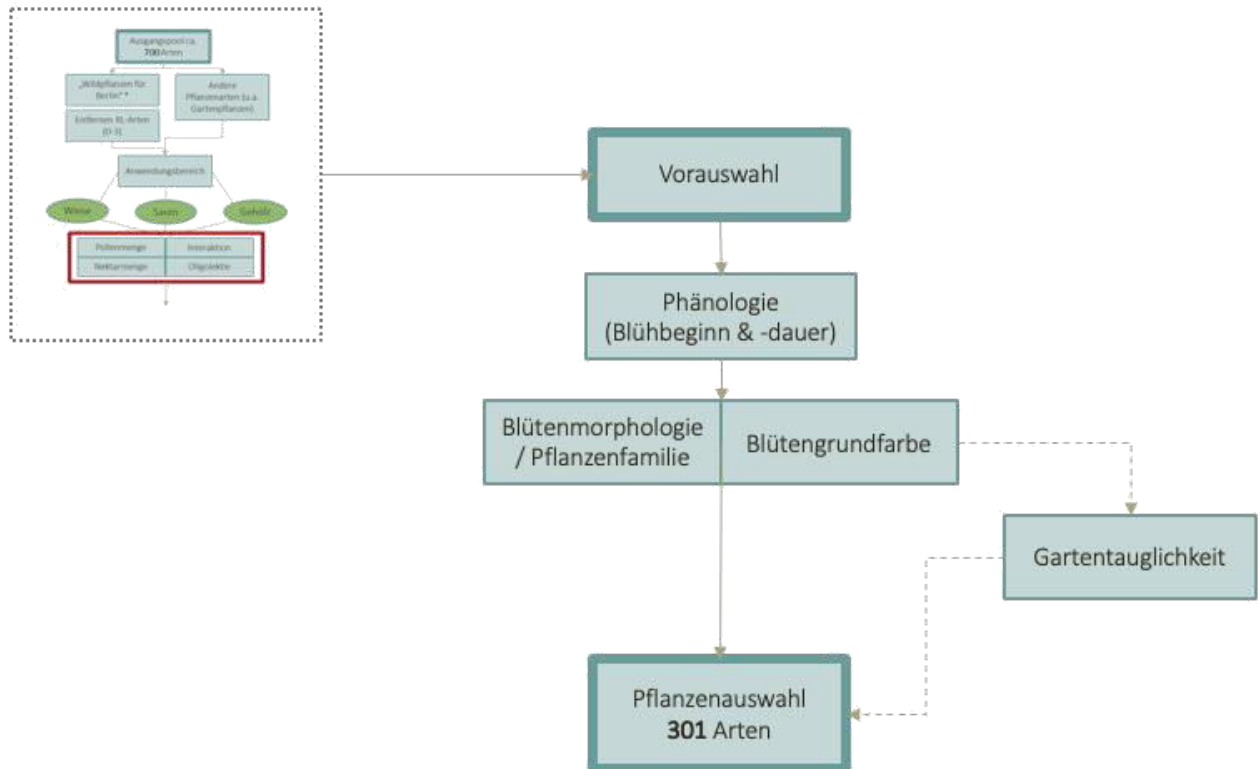 Ausgangspool ca.
700 Arten
„Wildpflanzen für
Berlin“ *
Andere
Pflanzenarten (u.a.
Gartenpflanzen)
Entfernen RL-Arten
(0-3)
Anwendungsbereich
Wiese
Saum
Gehölz
Pollenmenge
Interaktion
Nektarmenge
Oligolektie
Vorauswahl
Phänologie
(Blühbeginn & -dauer)
Blütenmorphologie
/ Pflanzenfamilie
Blütengrundfarbe
Gartentauglichkeit
Pflanzenauswahl
301 Arten